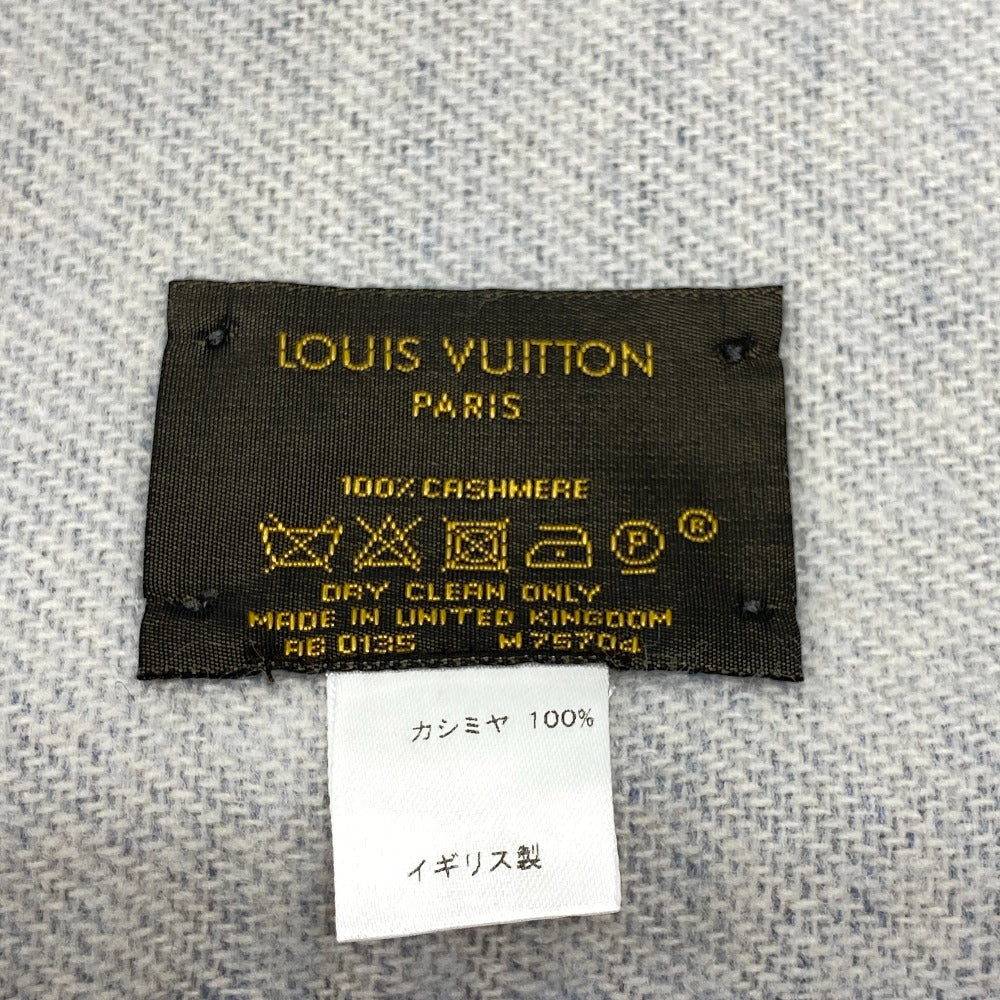 LOUIS VUITTON
PARIS
100% CASHMERE
P ®
DRY CLEAN ONLY
MADE IN UNITED KINGDOM
AB 0135 M 75704
カシミヤ 100%
イギリス製